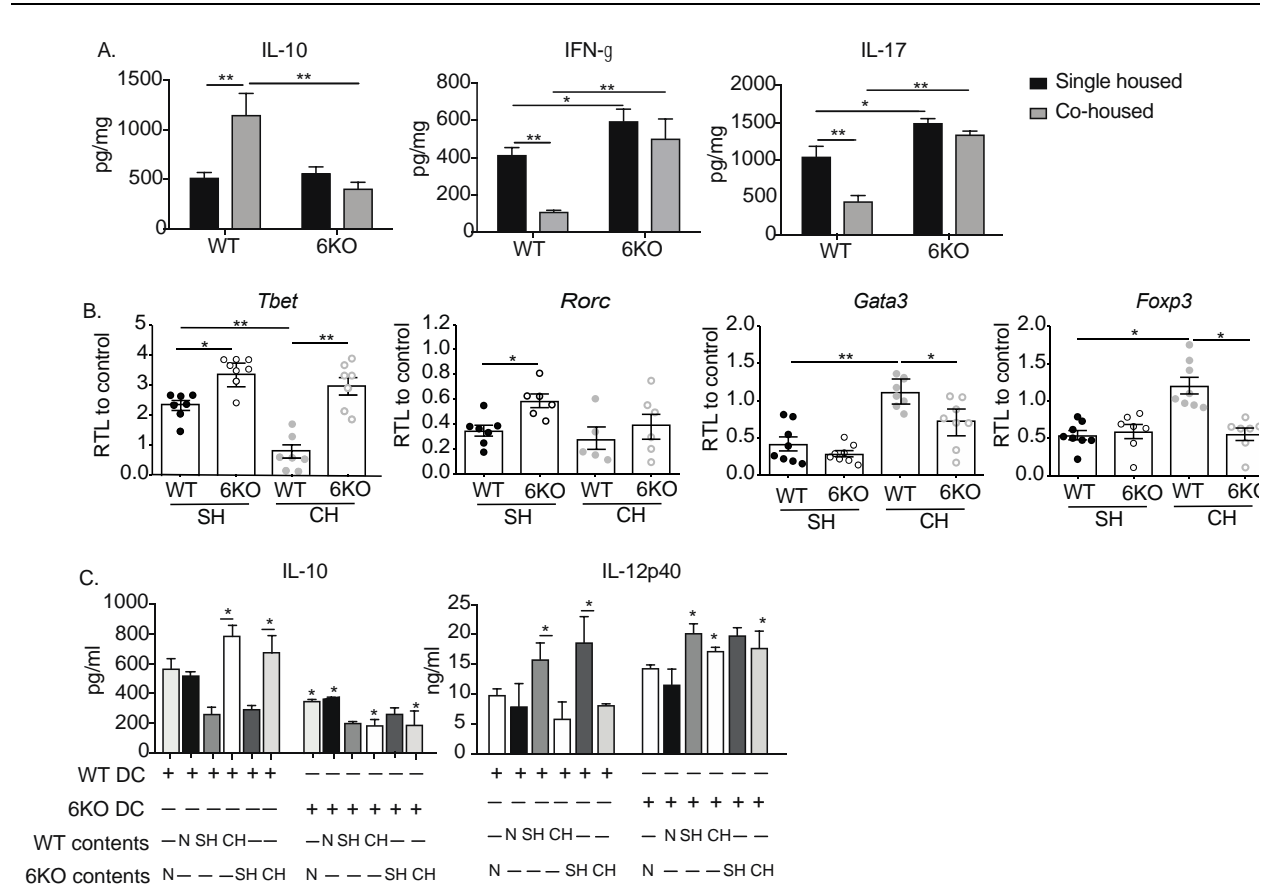 A. IL-10 IFN-g IL-17
1500 1000 500 0
pg/mg
** **
WT 6KO
800 600 400 200 0
pg/mg
** * **
WT 6KO
2000 1500 1000 500 0
pg/mg
** * **
WT 6KO
Single housed
Co-housed
B. Tbet Rorc Gata3 Foxp3
RTL to control
5 4 3 2 1 0.0
** * **
WT 6KO WT 6KO
SH CH
RTL to control
1.2 1.0 0.8 0.6 0.4 0.2 0.0
*
WT 6KO WT 6KO
SH CH
RTL to control
2.0 1.5 1.0 0.5 0.0
** *
WT 6KO WT 6KO
SH CH
RTL to control
2.0 1.5 1.0 0.5 0.0
* *
WT 6KO WT 6K
SH CH
C. IL-10 IL-12p40
1000 800 600 400 200 0
pg/ml
* * * * * *
25 20 15 10 5 0
ng/ml
* * * * *
WT DC + + + + + + — — — — — — + + + + + + — — — — — —
6KO DC — — — — — — + + + + + + — — — — — — + + + + + +
WT contents — N SH CH — — — N SH CH — — — N SH CH — — — N SH CH — —
6KO contents N — — — SH CH N — — — SH CH N — — — SH CH N — — — SH CH